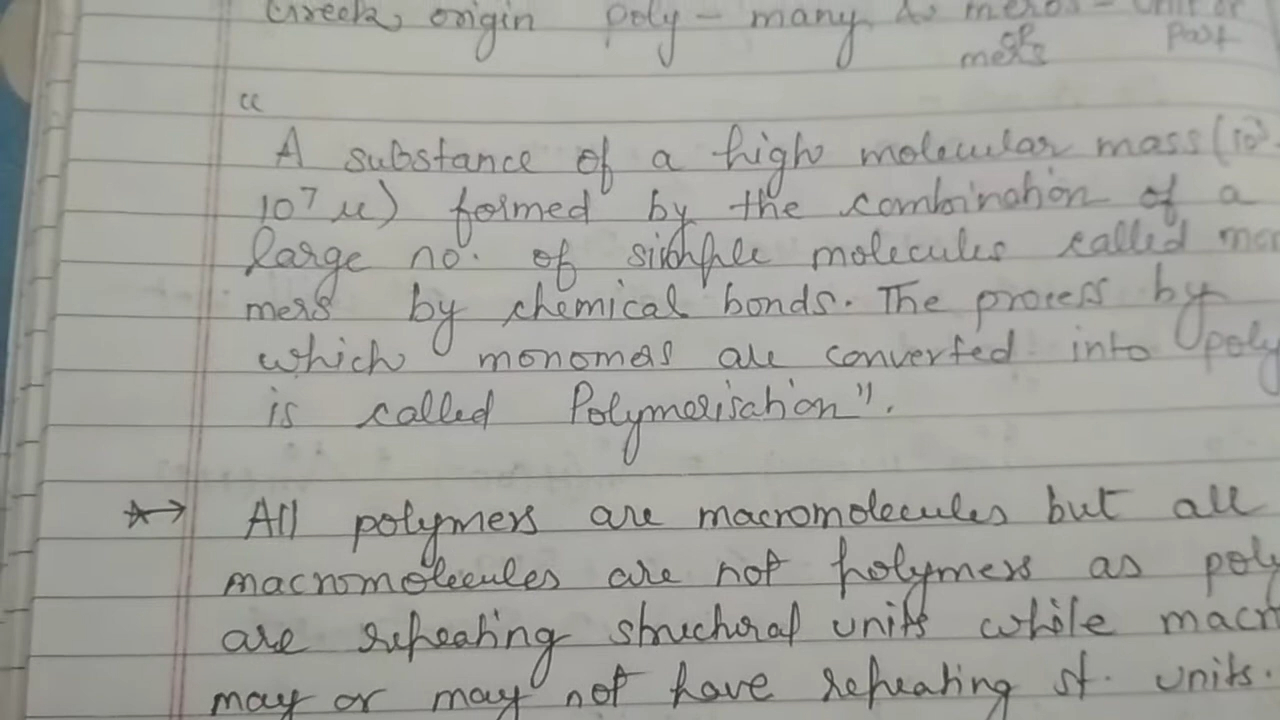 Greek origin poly - many & meros - unit or
or part
mers
"
A substance of a high molecular mass (10³-
10⁷ u) formed by the combination of a
large no. of simple molecules called mon
mers by chemical bonds. The process by
which monomers are converted into poly
is called Polymerisation".
★→ All polymers are macromolecules but all
macromolecules are not polymers as poly
are repeating structural units while macr
may or may not have repeating st. units.